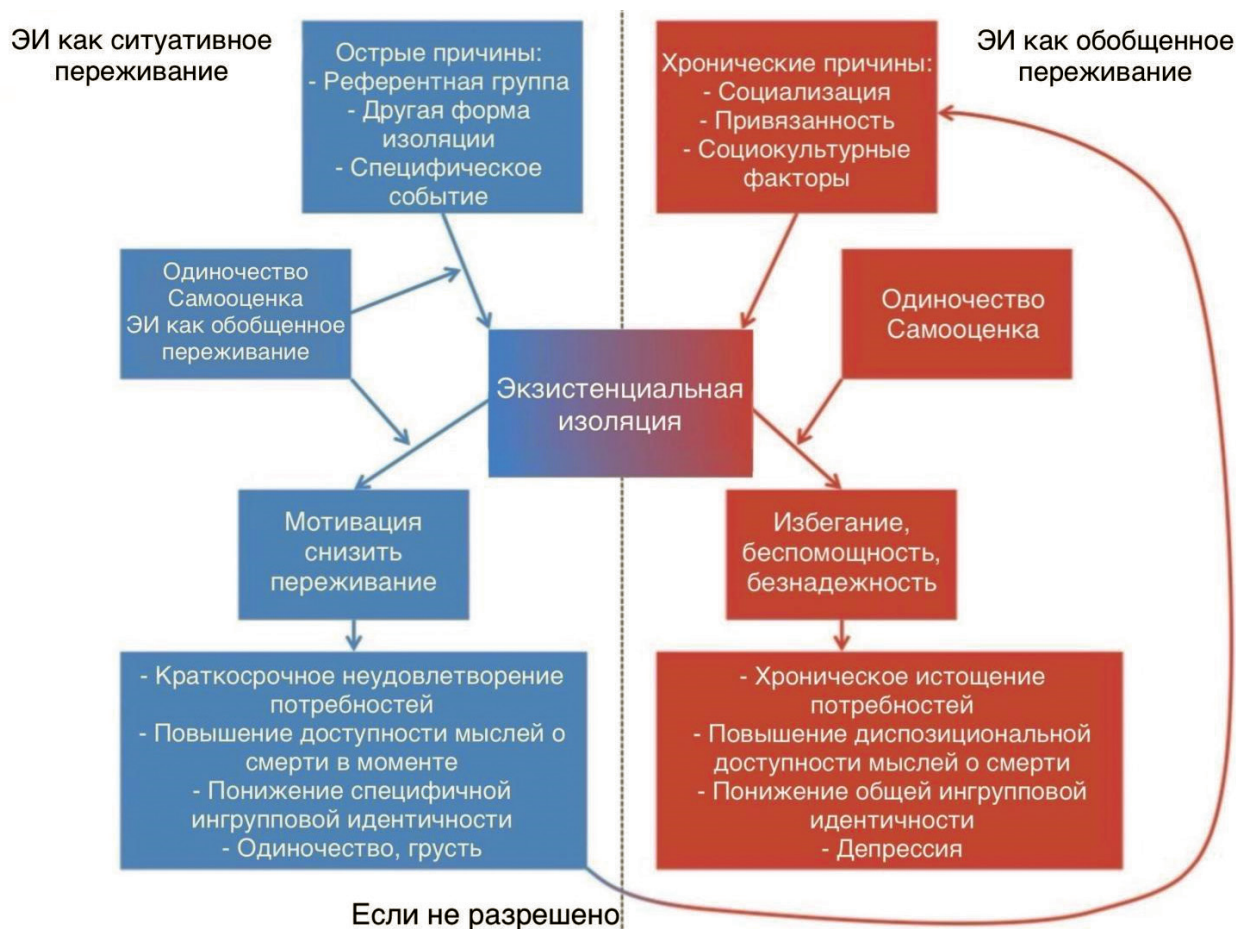 ЭИ как ситуативное
переживание
Острые причины:
- Референтная группа
- Другая форма
изоляции
- Специфическое
событие
Хронические причины:
- Социализация
- Привязанность
- Социокультурные
факторы
ЭИ как обобщенное
переживание
Одиночество
Самооценка
ЭИ как обобщенное
переживание
Экзистенциальная
изоляция
Одиночество
Самооценка
Мотивация
снизить
переживание
Избегание,
беспомощность,
безнадежность
- Краткосрочное неудовлетворение
потребностей
- Повышение доступности мыслей о
смерти в моменте
- Понижение специфичной
ингрупповой идентичности
- Одиночество, грусть
- Хроническое истощение
потребностей
- Повышение диспозициональной
доступности мыслей о смерти
- Понижение общей ингрупповой
идентичности
- Депрессия
Если не разрешено